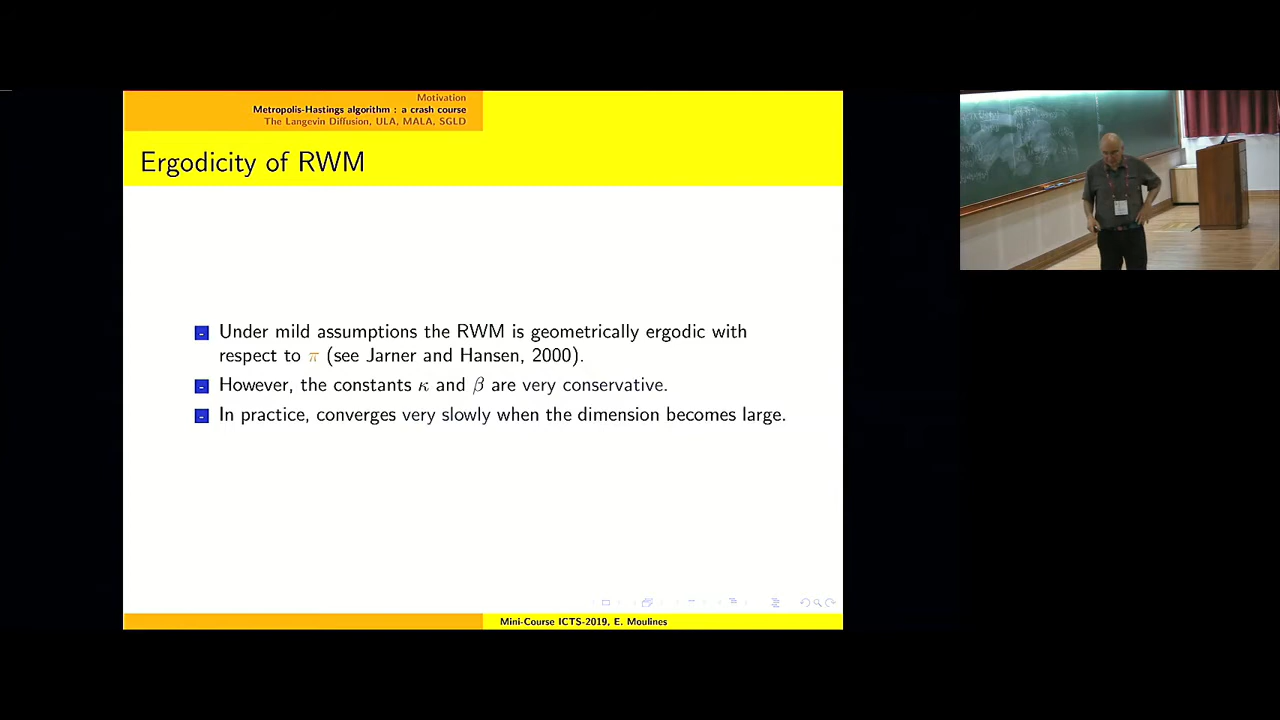 Motivation
Metropolis-Hastings algorithm : a crash course
The Langevin Diffusion, ULA, MALA, SGLD
Ergodicity of RWM
Under mild assumptions the RWM is geometrically ergodic with
respect to π (see Jarner and Hansen, 2000).
However, the constants κ and β are very conservative.
In practice, converges very slowly when the dimension becomes large.
Mini-Course ICTS-2019, E. Moulines